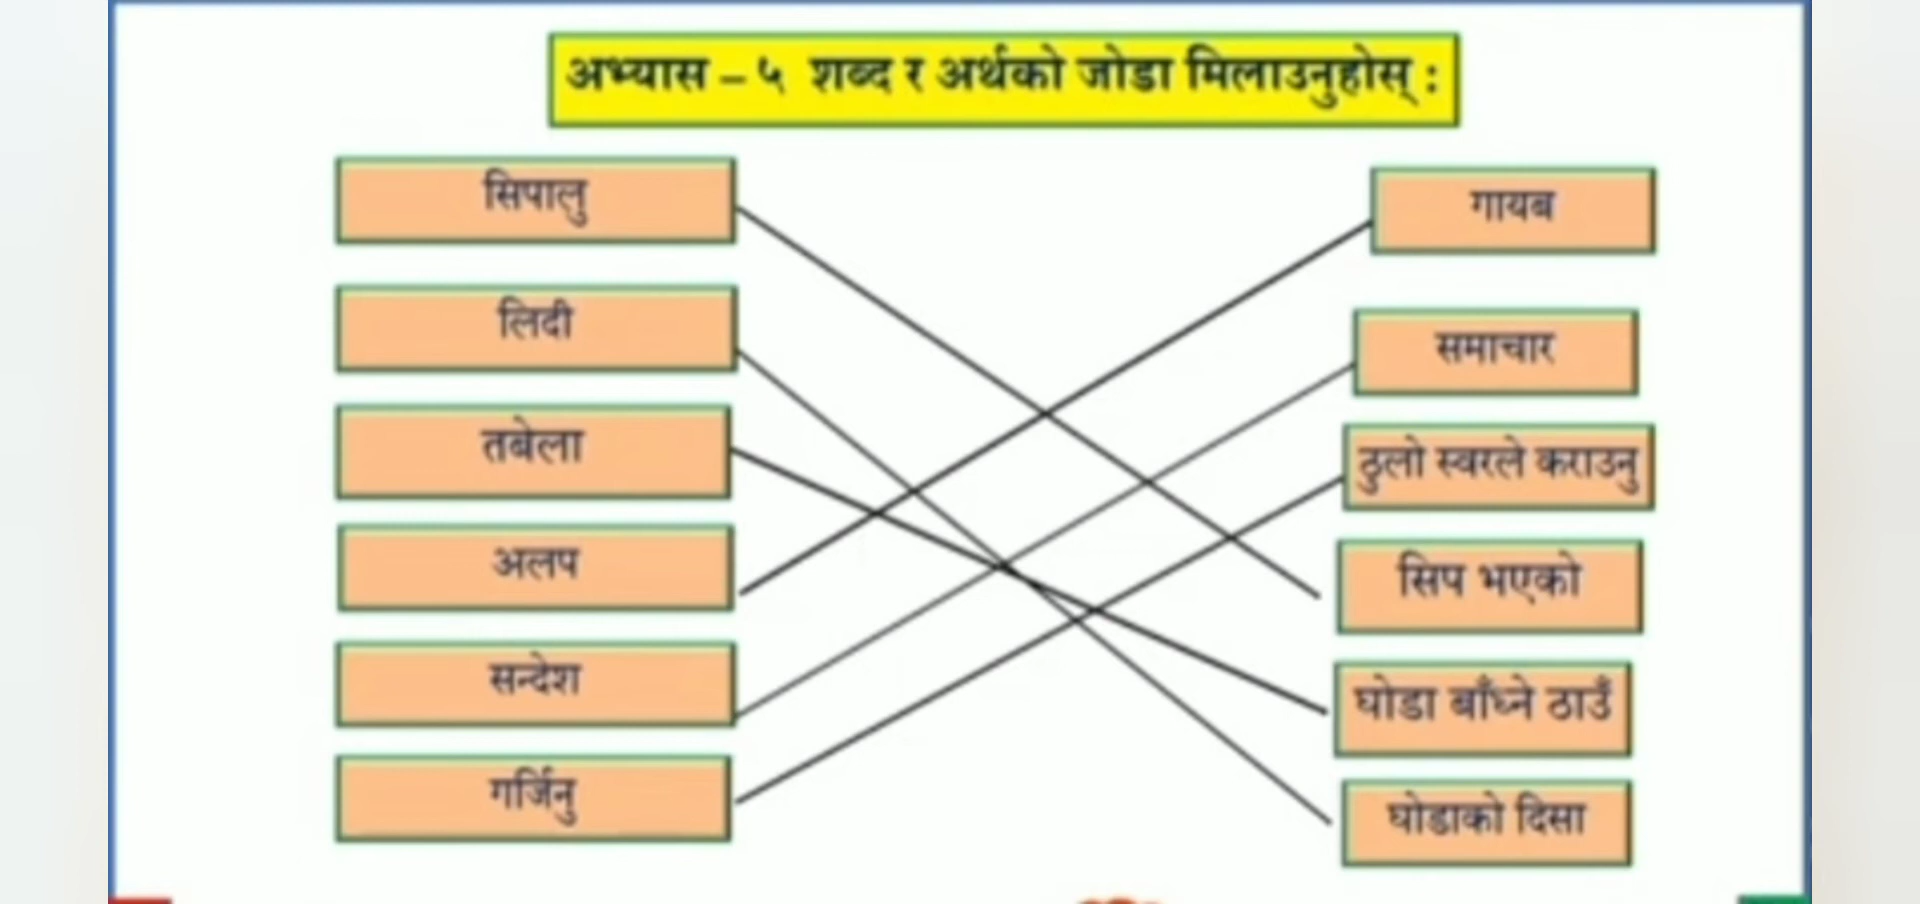 अभ्यास – ५ शब्द र अर्थको जोडा मिलाउनुहोस् :
सिपालु
गायब
लिदी
समाचार
तबेला
ठुलो स्वरले कराउनु
अलप
सिप भएको
सन्देश
घोडा बाँध्ने ठाउँ
गर्जिनु
घोडाको दिसा